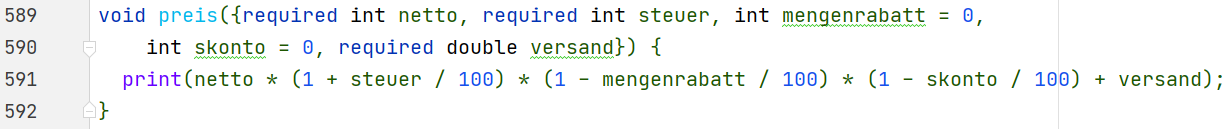 589 void preis({required int netto, required int steuer, int mengenrabatt = 0,
590     int skonto = 0, required double versand}) {
591   print(netto * (1 + steuer / 100) * (1 - mengenrabatt / 100) * (1 - skonto / 100) + versand);
592 }